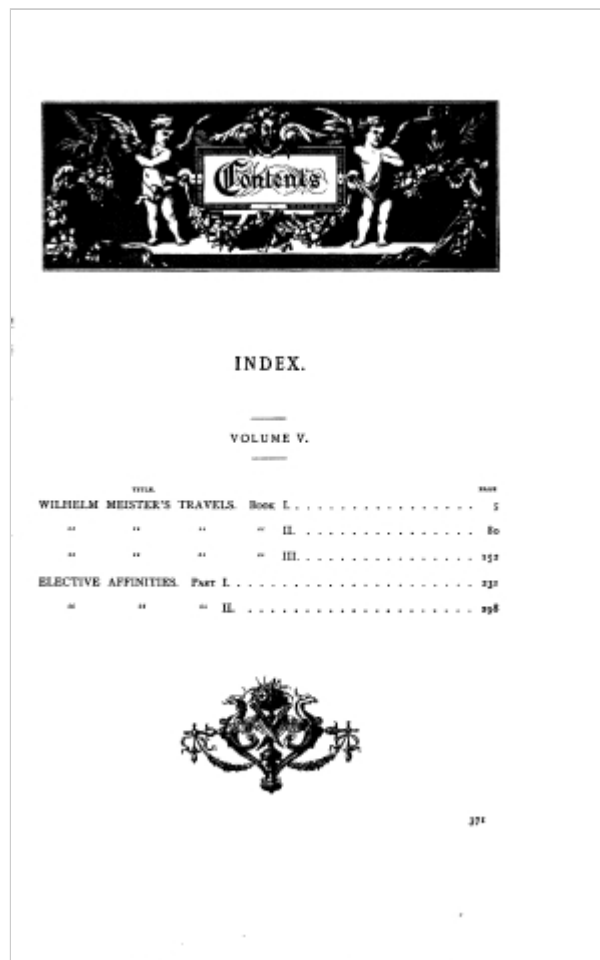 Contents
INDEX.
VOLUME V.
TITLE. PAGE
WILHELM MEISTER'S TRAVELS. BOOK I. . . . . . . . . . . . . . . . . . 5
" " " " II. . . . . . . . . . . . . . . . . 80
" " " " III. . . . . . . . . . . . . . . . . 152
ELECTIVE AFFINITIES. PART I. . . . . . . . . . . . . . . . . . . . . . 231
" " " II. . . . . . . . . . . . . . . . . . . . . 298
371